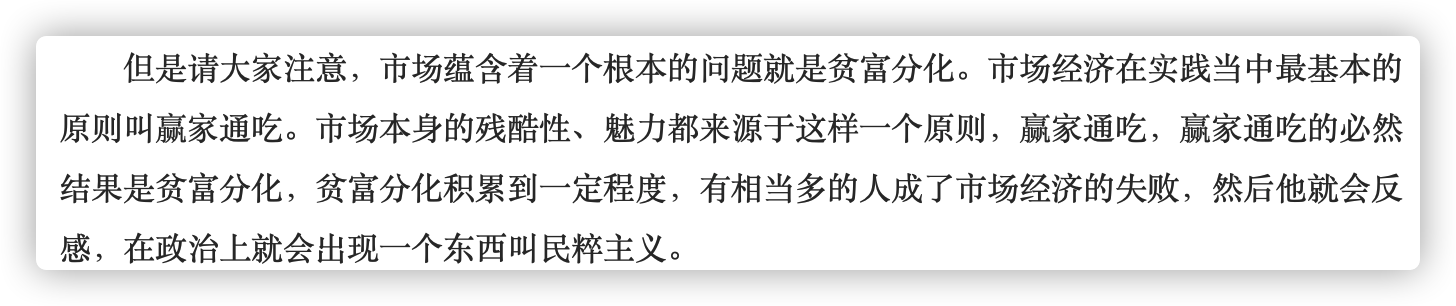 但是请大家注意，市场蕴含着一个根本的问题就是贫富分化。市场经济在实践当中最基本的
原则叫赢家通吃。市场本身的残酷性、魅力都来源于这样一个原则，赢家通吃，赢家通吃的必然
结果是贫富分化，贫富分化积累到一定程度，有相当多的人成了市场经济的失败，然后他就会反
感，在政治上就会出现一个东西叫民粹主义。